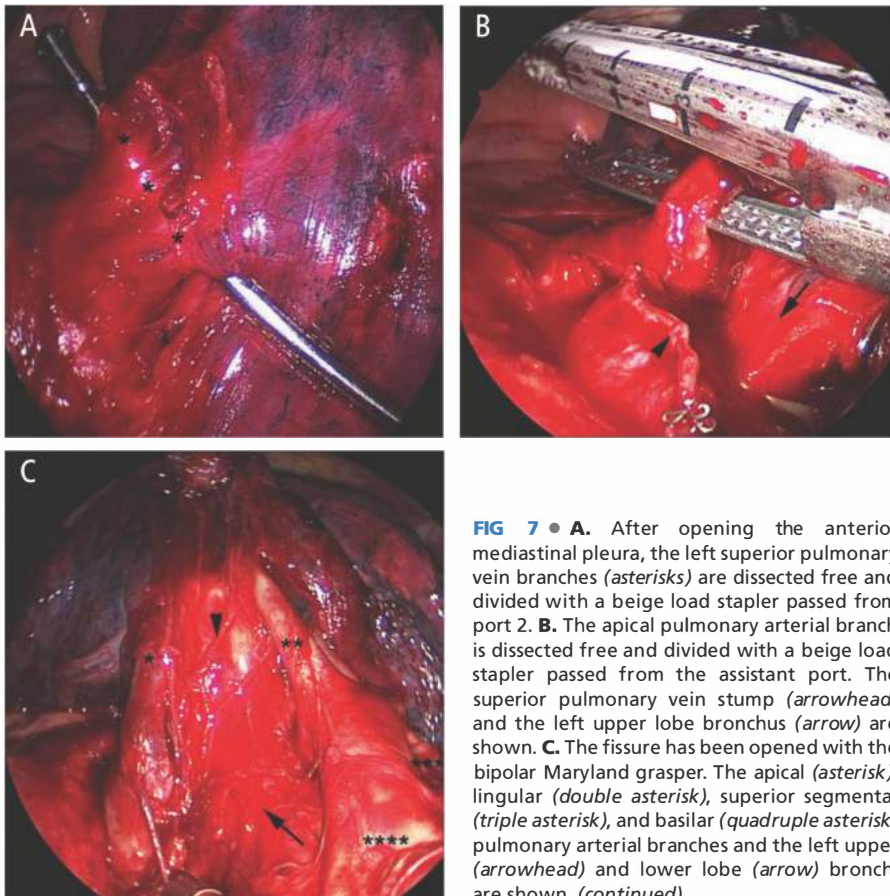 A
B
C
FIG 7 ● A. After opening the anterio
mediastinal pleura, the left superior pulmonary
vein branches (asterisks) are dissected free and
divided with a beige load stapler passed from
port 2. B. The apical pulmonary arterial branch
is dissected free and divided with a beige load
stapler passed from the assistant port. The
superior pulmonary vein stump (arrowhead
and the left upper lobe bronchus (arrow) are
shown. C. The fissure has been opened with the
bipolar Maryland grasper. The apical (asterisk)
lingular (double asterisk), superior segmenta
(triple asterisk), and basilar (quadruple asterisk
pulmonary arterial branches and the left uppe
(arrowhead) and lower lobe (arrow) bronch
are shown. (continued)